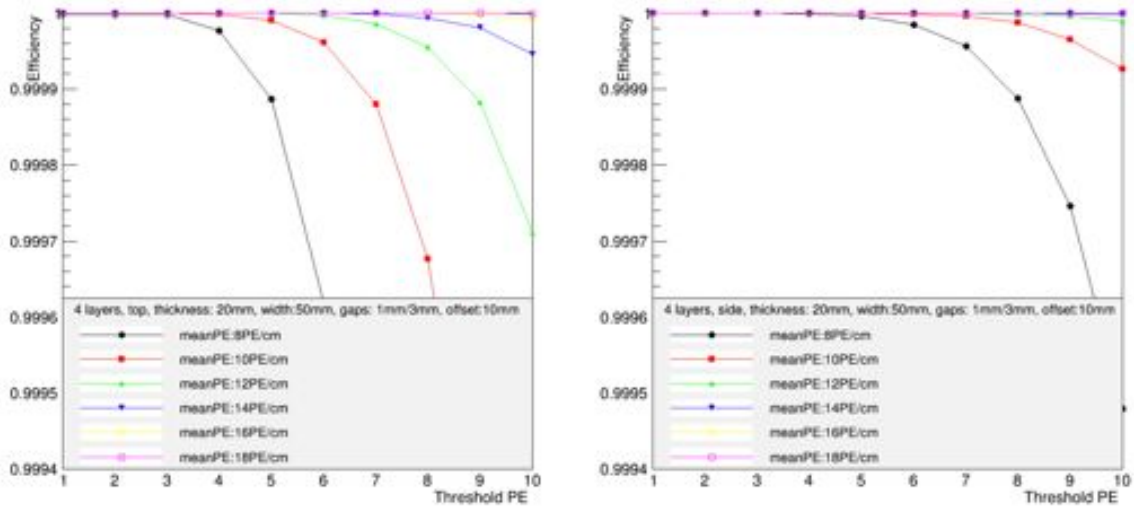 Efficiency
1
0.9999
0.9998
0.9997
0.9996
0.9995
0.9994
4 layers, top, thickness: 20mm, width:50mm, gaps: 1mm/3mm, offset:10mm
meanPE:8PE/cm
meanPE:10PE/cm
meanPE:12PE/cm
meanPE:14PE/cm
meanPE:16PE/cm
meanPE:18PE/cm
1 2 3 4 5 6 7 8 9 10
Threshold PE
Efficiency
1
0.9999
0.9998
0.9997
0.9996
0.9995
0.9994
4 layers, side, thickness: 20mm, width:50mm, gaps: 1mm/3mm, offset:10mm
meanPE:8PE/cm
meanPE:10PE/cm
meanPE:12PE/cm
meanPE:14PE/cm
meanPE:16PE/cm
meanPE:18PE/cm
1 2 3 4 5 6 7 8 9 10
Threshold PE